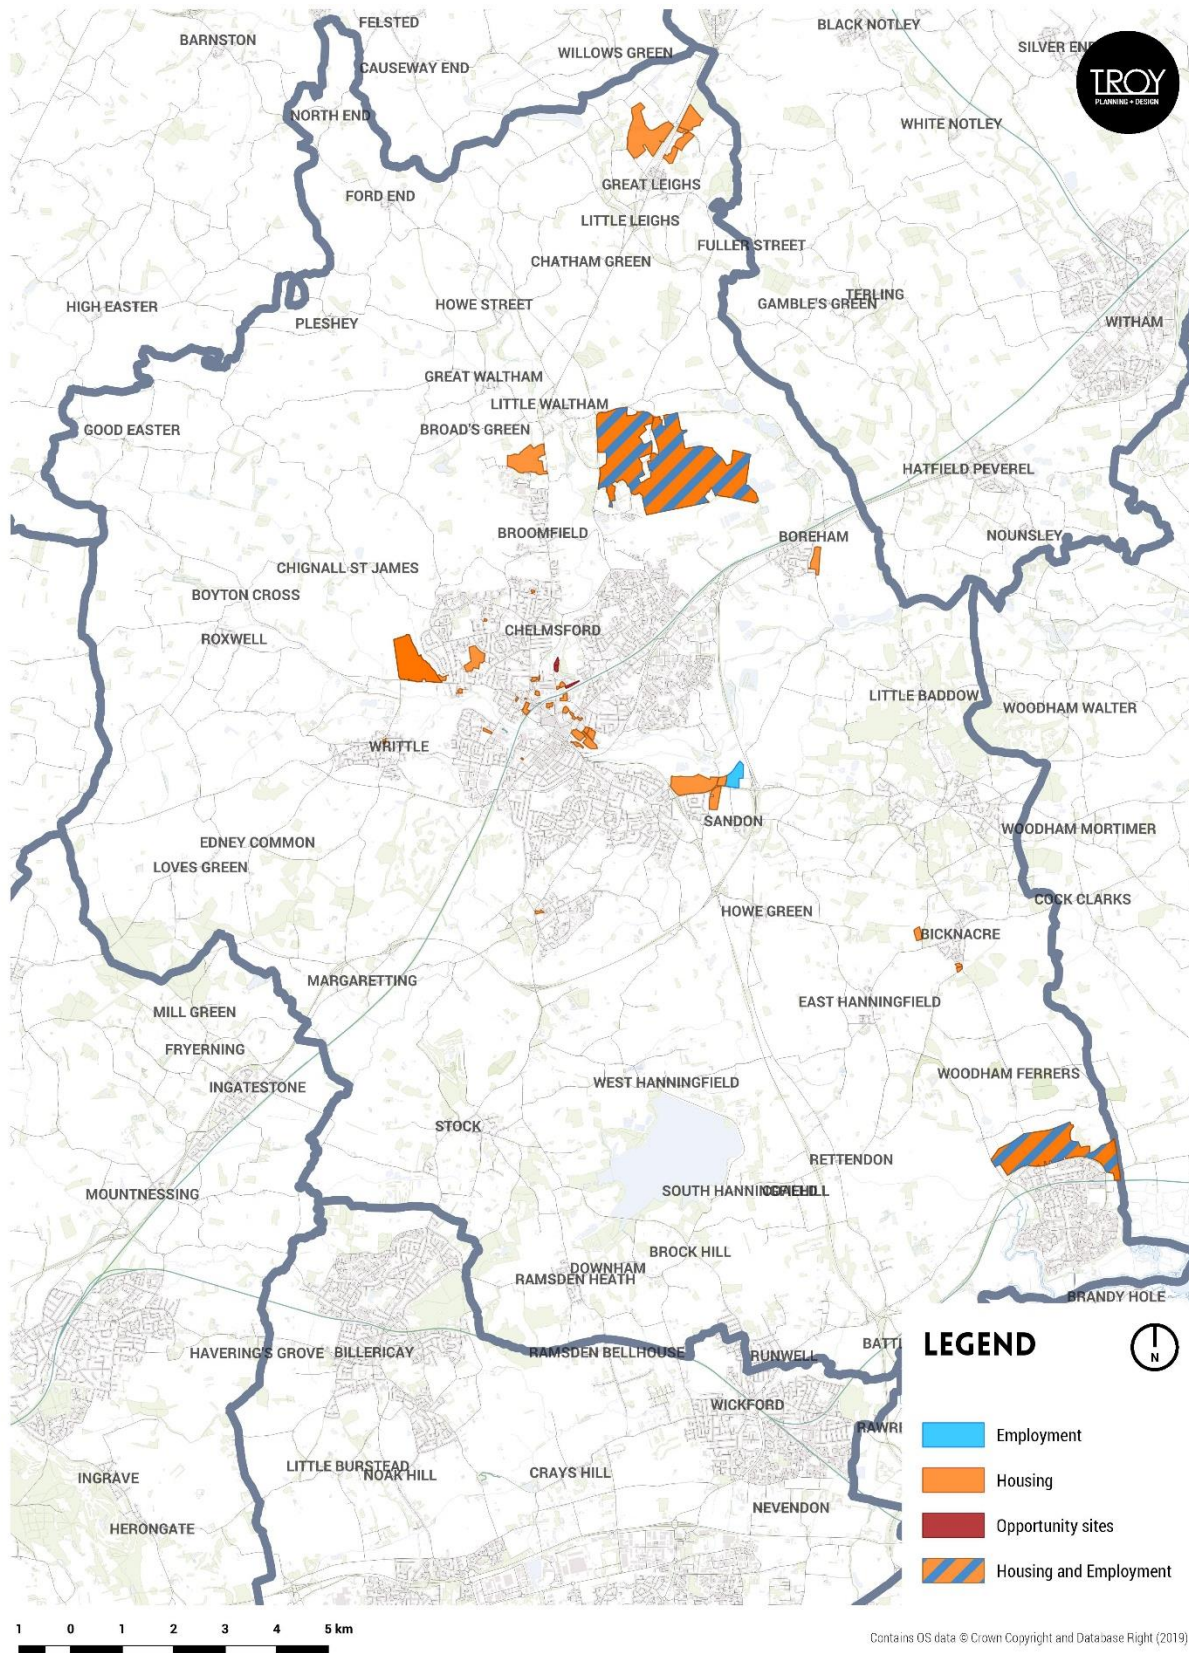 FELSTED
BLACK NOTLEY
BARNSTON
SILVER EN
WILLOWS GREEN
CAUSEWAY END
TROY
PLANNING + DESIGN
NORTH END
WHITE NOTLEY
GREAT LEIGHS
FORD END
LITTLE LEIGHS
FULLER STREET
CHATHAM GREEN
TERLING
GAMBLE'S GREEN
HIGH EASTER
HOWE STREET
PLESHEY
WITHAM
GREAT WALTHAM
LITTLE WALTHAM
GOOD EASTER
BROAD'S GREEN
HATFIELD PEVEREL
BROOMFIELD
BOREHAM
NOUNSLEY
CHIGNALL ST JAMES
BOYTON CROSS
CHELMSFORD
ROXWELL
LITTLE BADDOW
WOODHAM WALTER
WRITTLE
SANDON
WOODHAM MORTIMER
EDNEY COMMON
LOVES GREEN
COCK CLARKS
HOWE GREEN
BICKNACRE
MARGARETTING
EAST HANNINGFIELD
MILL GREEN
FRYERNING
WOODHAM FERRERS
INGATESTONE
WEST HANNINGFIELD
STOCK
RETTENDON
MOUNTNESSING
SOUTH HANNINGFIELD
BROCK HILL
DOWNHAM
RAMSDEN HEATH
BRANDY HOLE
HAVERING'S GROVE
BILLERICAY
RAMSDEN BELLHOUSE
RUNWELL
BATTL
WICKFORD
RAWRE
LITTLE BURSTEAD
NOAK HILL
CRAYS HILL
INGRAVE
NEVENDON
HERONGATE
LEGEND
N
Employment
Housing
Opportunity sites
Housing and Employment
1 0 1 2 3 4 5 km
Contains OS data © Crown Copyright and Database Right (2019)